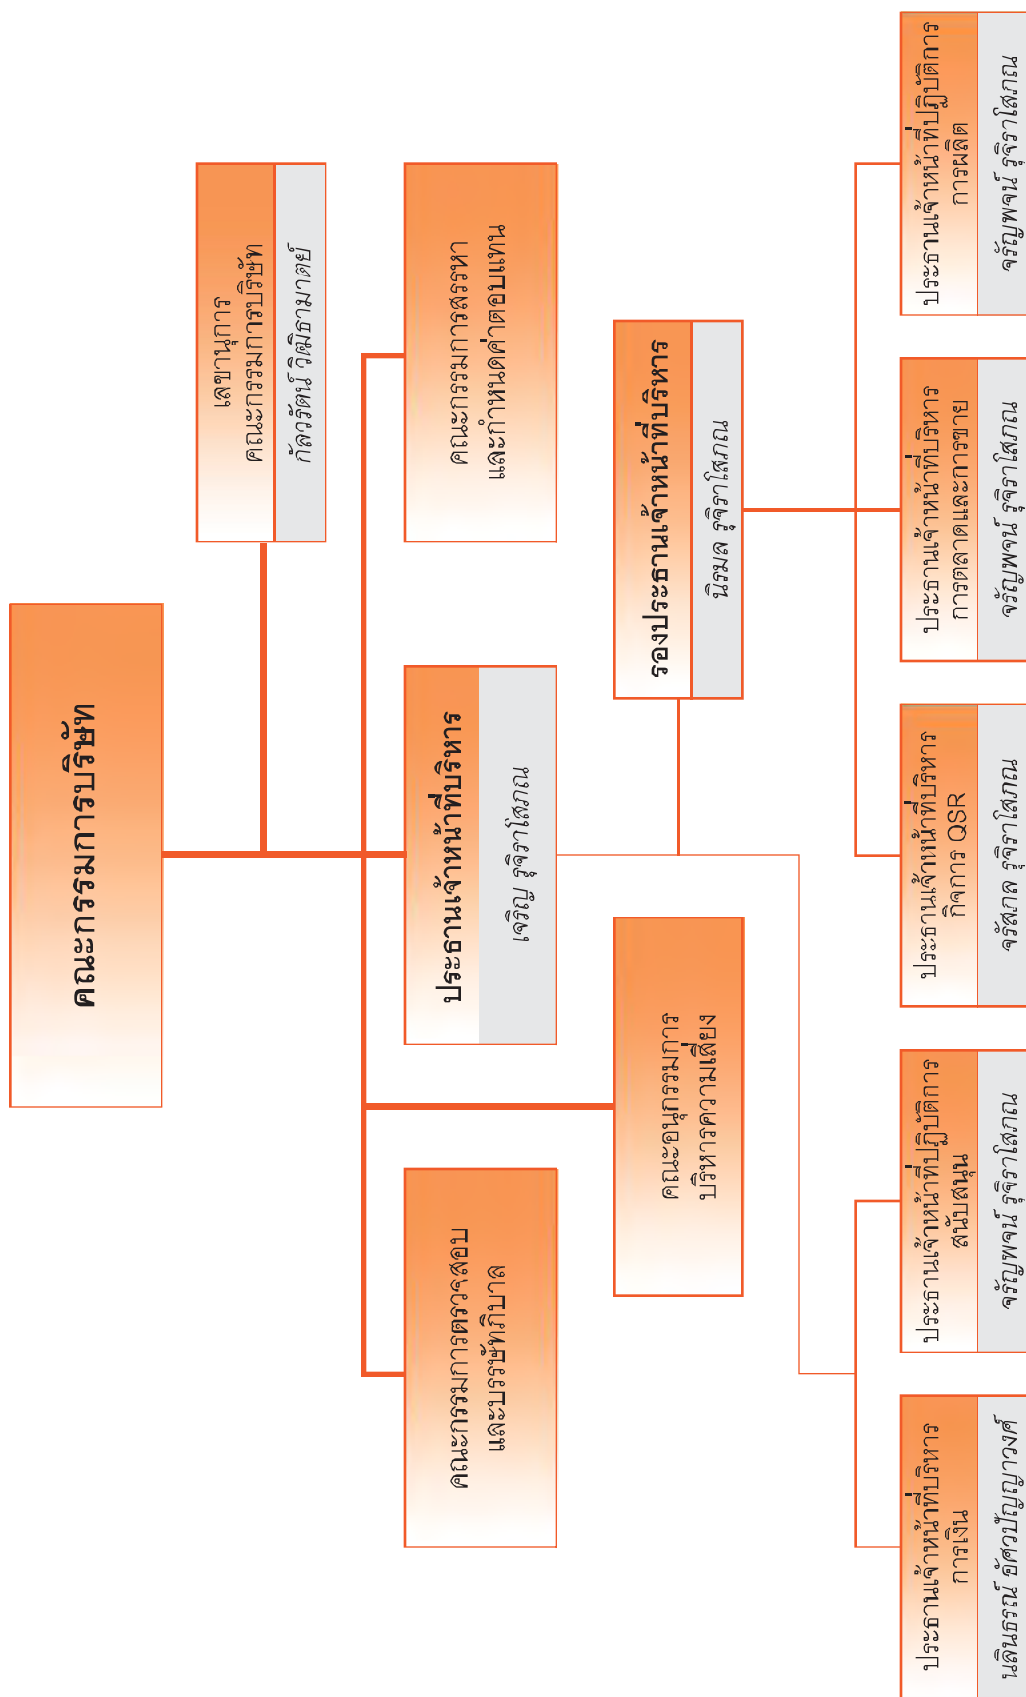 คณะกรรมการบริษัท
เลขานุการ
คณะกรรมการบริษัท
กัลวรัตน์ วิฒิธามาตย์
คณะกรรมการตรวจสอบ
และบรรษัทภิบาล
ประธานเจ้าหน้าที่บริหาร
เจริญ รุจิราโสภณ
คณะกรรมการสรรหา
และกำหนดค่าตอบแทน
คณะอนุกรรมการ
บริหารความเสี่ยง
รองประธานเจ้าหน้าที่บริหาร
นิรมล รุจิราโสภณ
ประธานเจ้าหน้าที่บริหาร
การเงิน
นลินธรณ์ อัศวปัญญาวงศ์
ประธานเจ้าหน้าที่ปฏิบัติการ
สนับสนุน
จรัญพจน์ รุจิราโสภณ
ประธานเจ้าหน้าที่บริหาร
กิจการ QSR
จรัสภล รุจิราโสภณ
ประธานเจ้าหน้าที่บริหาร
การตลาดและการขาย
จรัญพจน์ รุจิราโสภณ
ประธานเจ้าหน้าที่ปฏิบัติการ
การผลิต
จรัญพจน์ รุจิราโสภณ